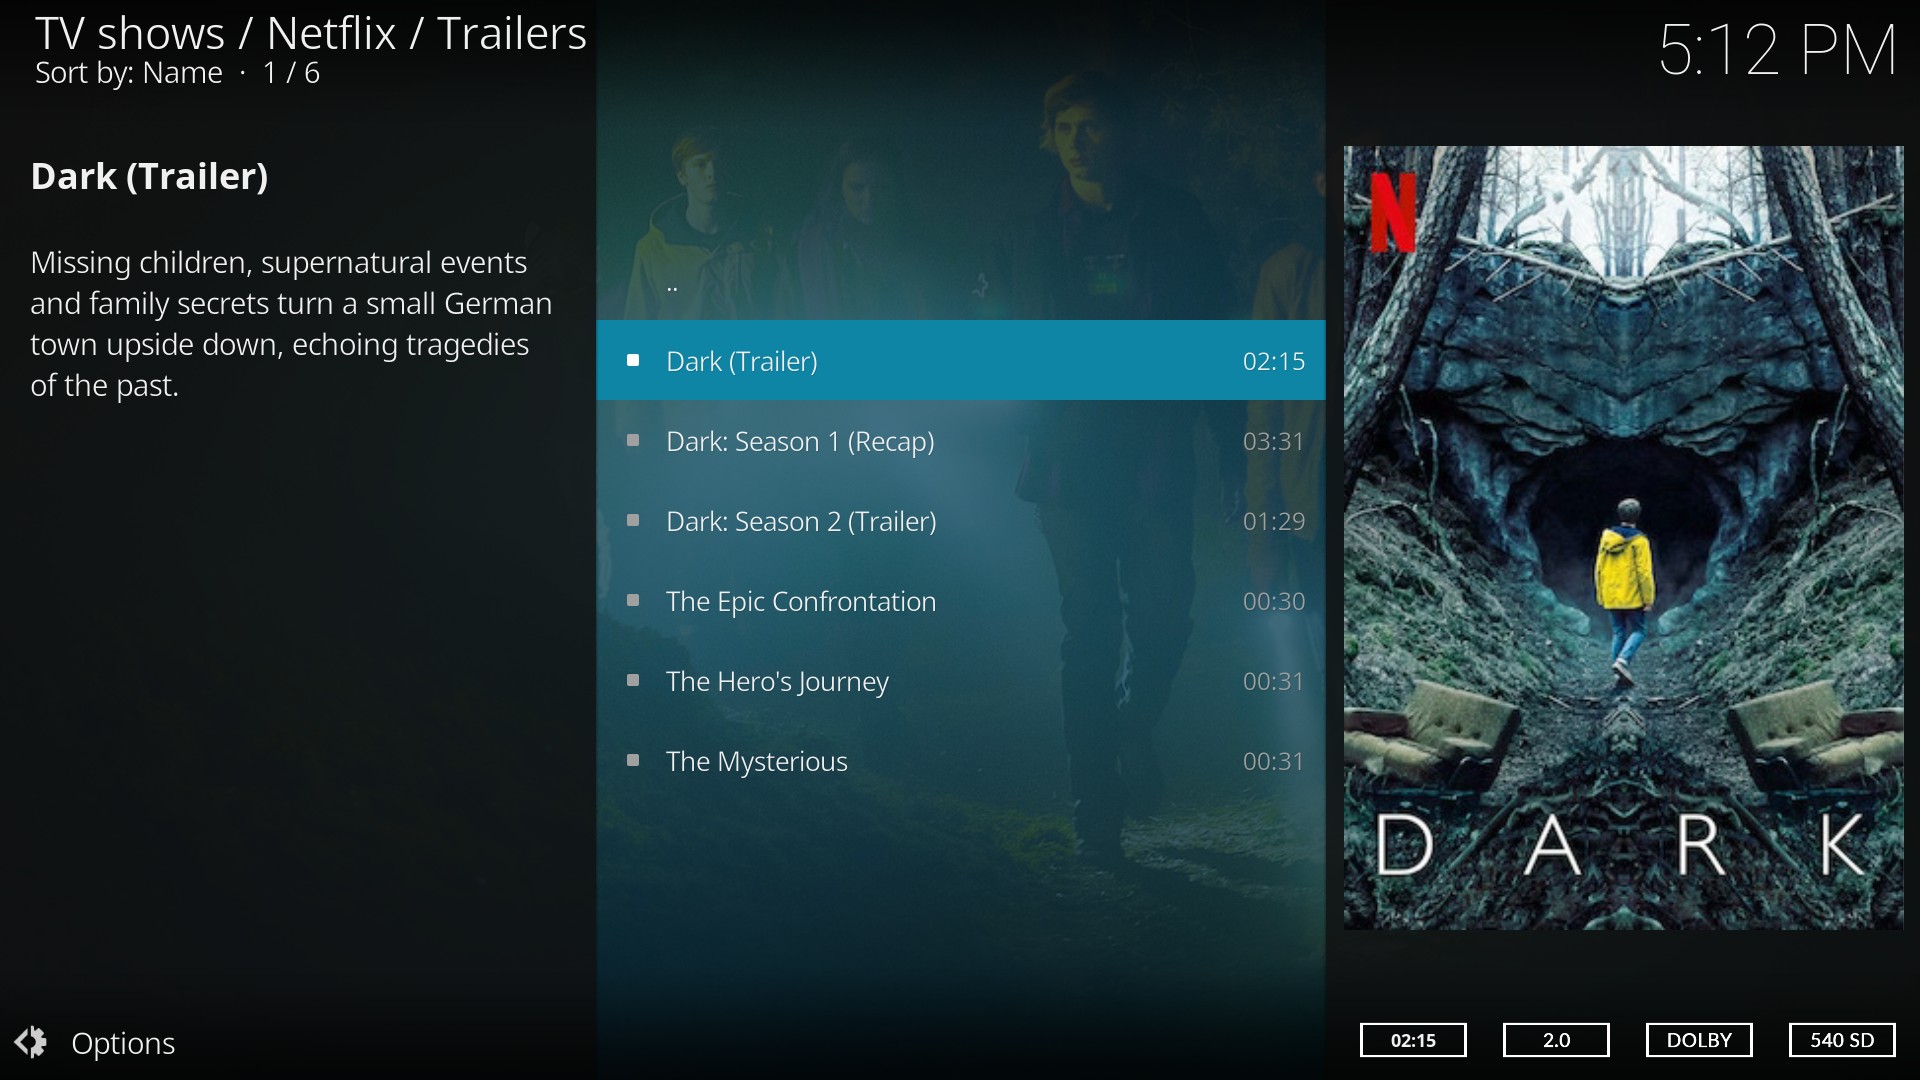 TV shows / Netflix / Trailers
Sort by: Name · 1 / 6
5:12 PM
Dark (Trailer)
Missing children, supernatural events
and family secrets turn a small German
town upside down, echoing tragedies
of the past.
..
Dark (Trailer) 02:15
Dark: Season 1 (Recap) 03:31
Dark: Season 2 (Trailer) 01:29
The Epic Confrontation 00:30
The Hero's Journey 00:31
The Mysterious 00:31
N
DARK
Options
02:15 2.0 DOLBY 540 SD